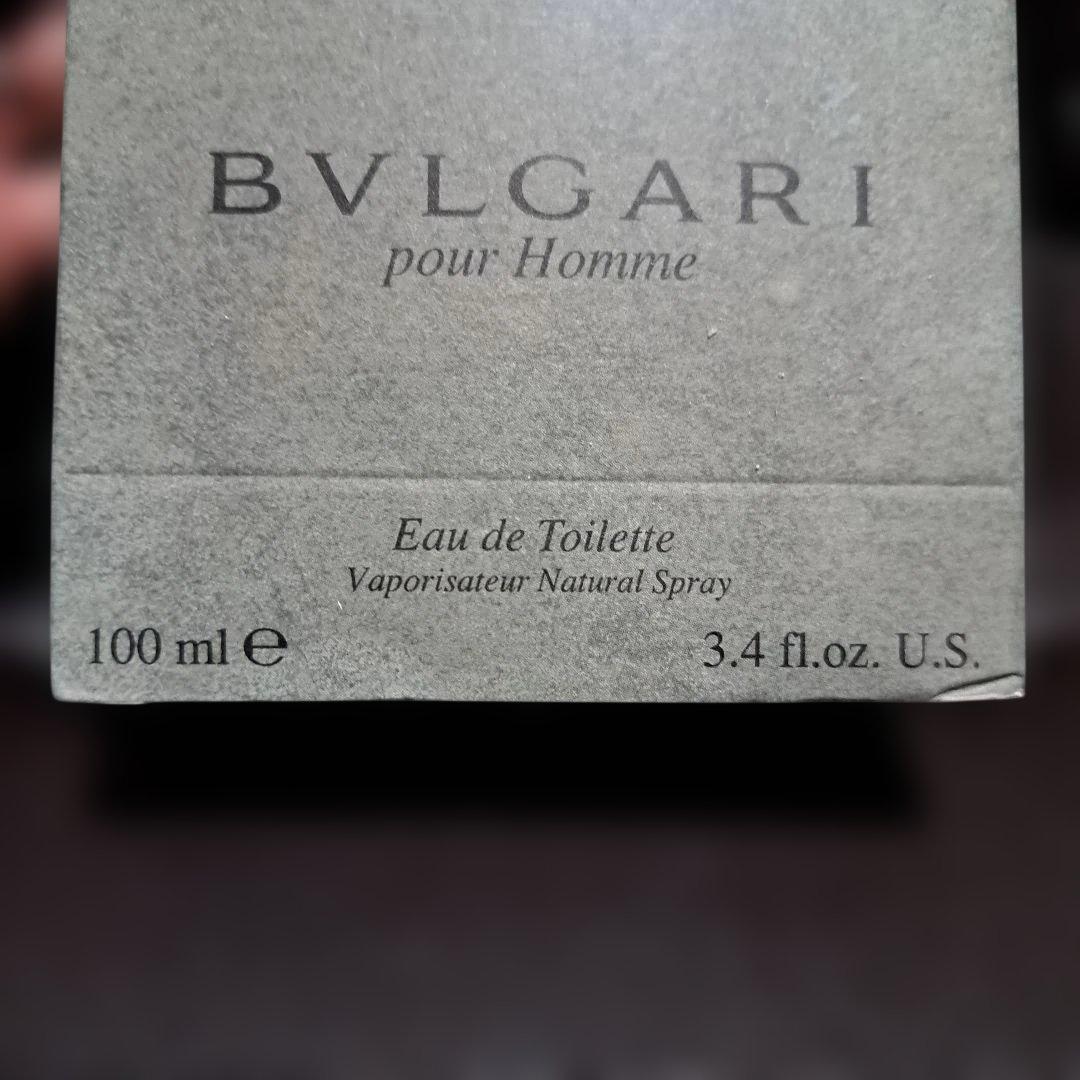 BVLGARI
pour Homme
Eau de Toilette
Vaporisateur Natural Spray
100 ml ℮ 3.4 fl.oz. U.S.